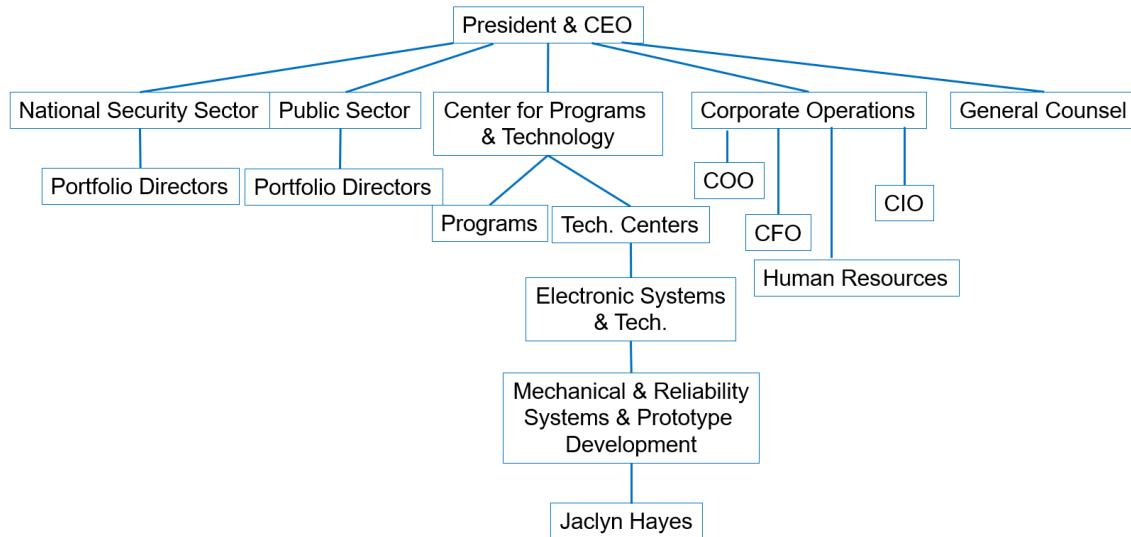 President & CEO
National Security Sector
Public Sector
Center for Programs
& Technology
Corporate Operations
General Counsel
Portfolio Directors
Portfolio Directors
COO
CIO
Programs
Tech. Centers
CFO
Human Resources
Electronic Systems
& Tech.
Mechanical & Reliability
Systems & Prototype
Development
Jaclyn Hayes